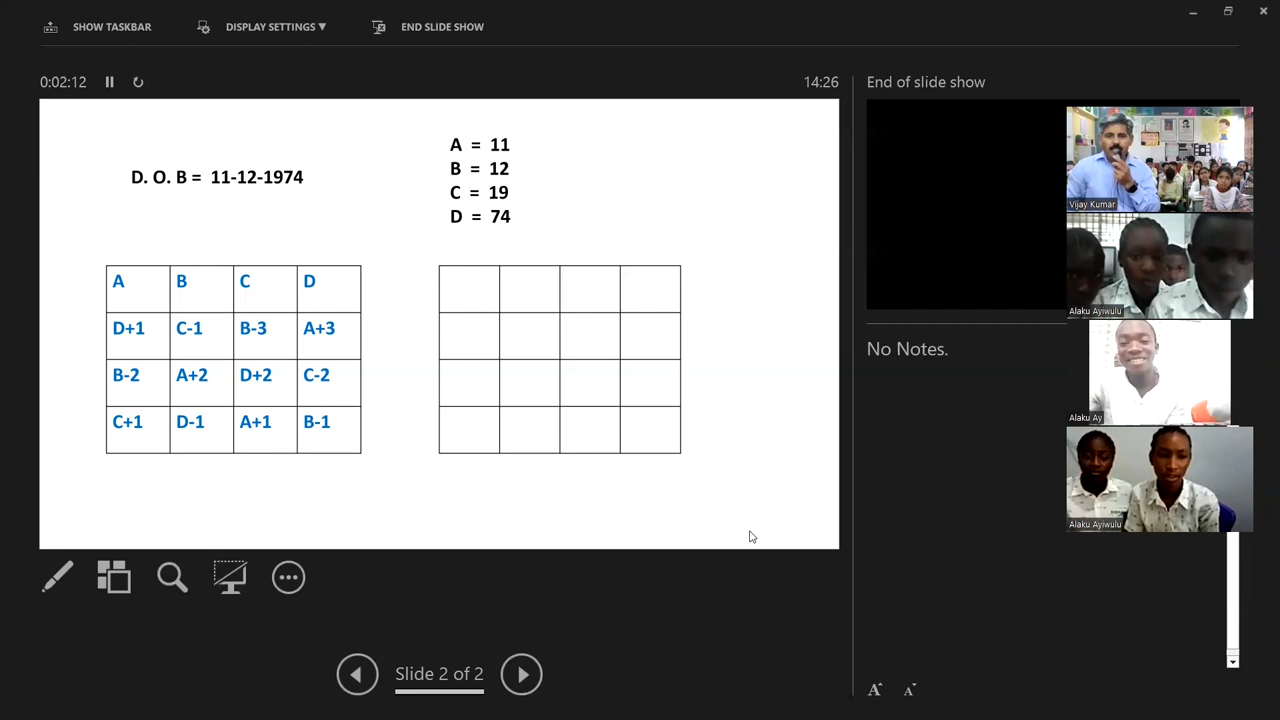 SHOW TASKBAR
DISPLAY SETTINGS ▼
END SLIDE SHOW
0:02:12
14:26
End of slide show
D. O. B = 11-12-1974
A = 11
B = 12
C = 19
D = 74
A B C D
D+1 C-1 B-3 A+3
B-2 A+2 D+2 C-2
C+1 D-1 A+1 B-1
No Notes.
Vijay Kumar
Alaku Ayiwulu
Alaku Ay
Alaku Ayiwulu
Slide 2 of 2
A A